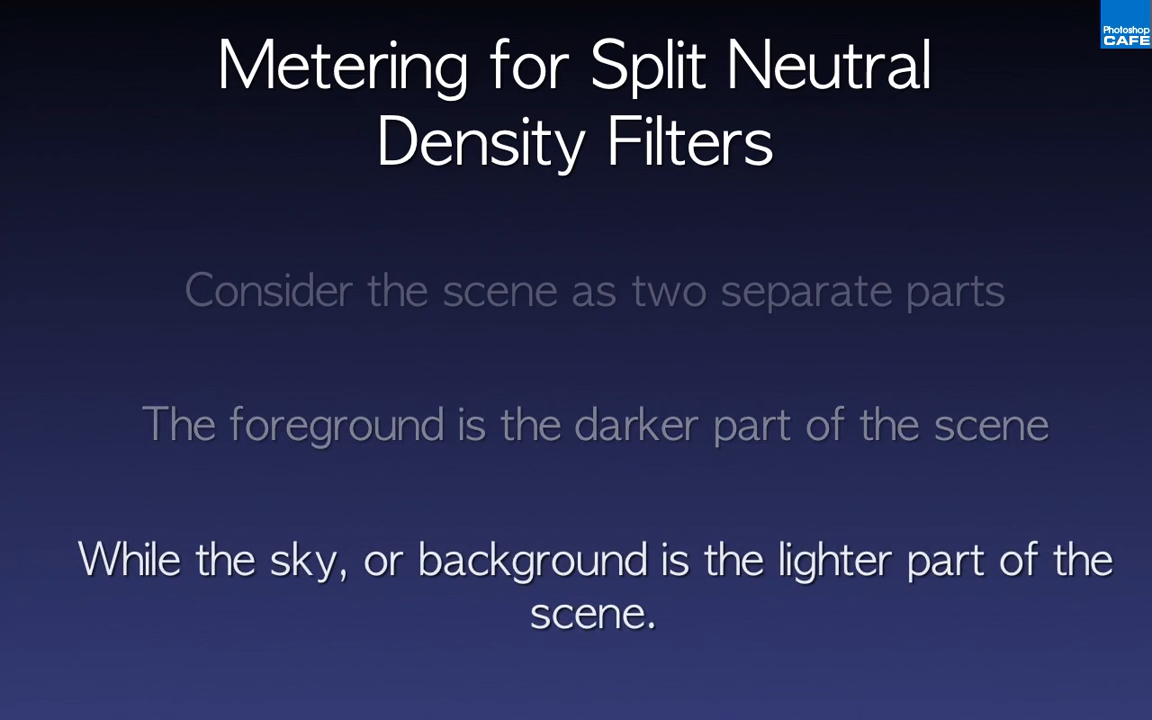 Photoshop
CAFE
Metering for Split Neutral
Density Filters
Consider the scene as two separate parts
The foreground is the darker part of the scene
While the sky, or background is the lighter part of the
scene.